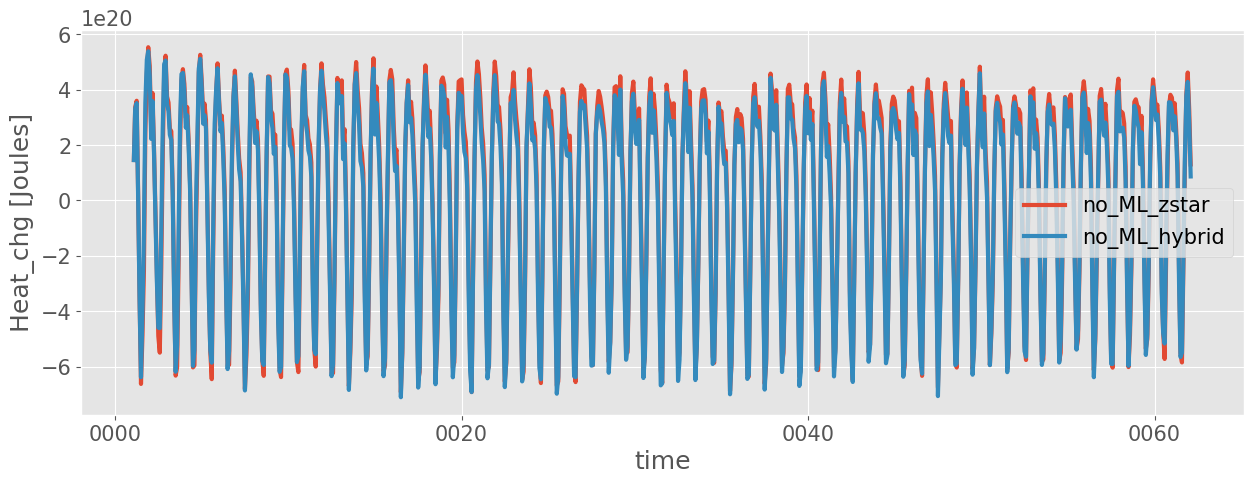 1e20
6
4
2
0
−2
−4
−6
Heat_chg [Joules]
no_ML_zstar
no_ML_hybrid
0000
0020
0040
0060
time